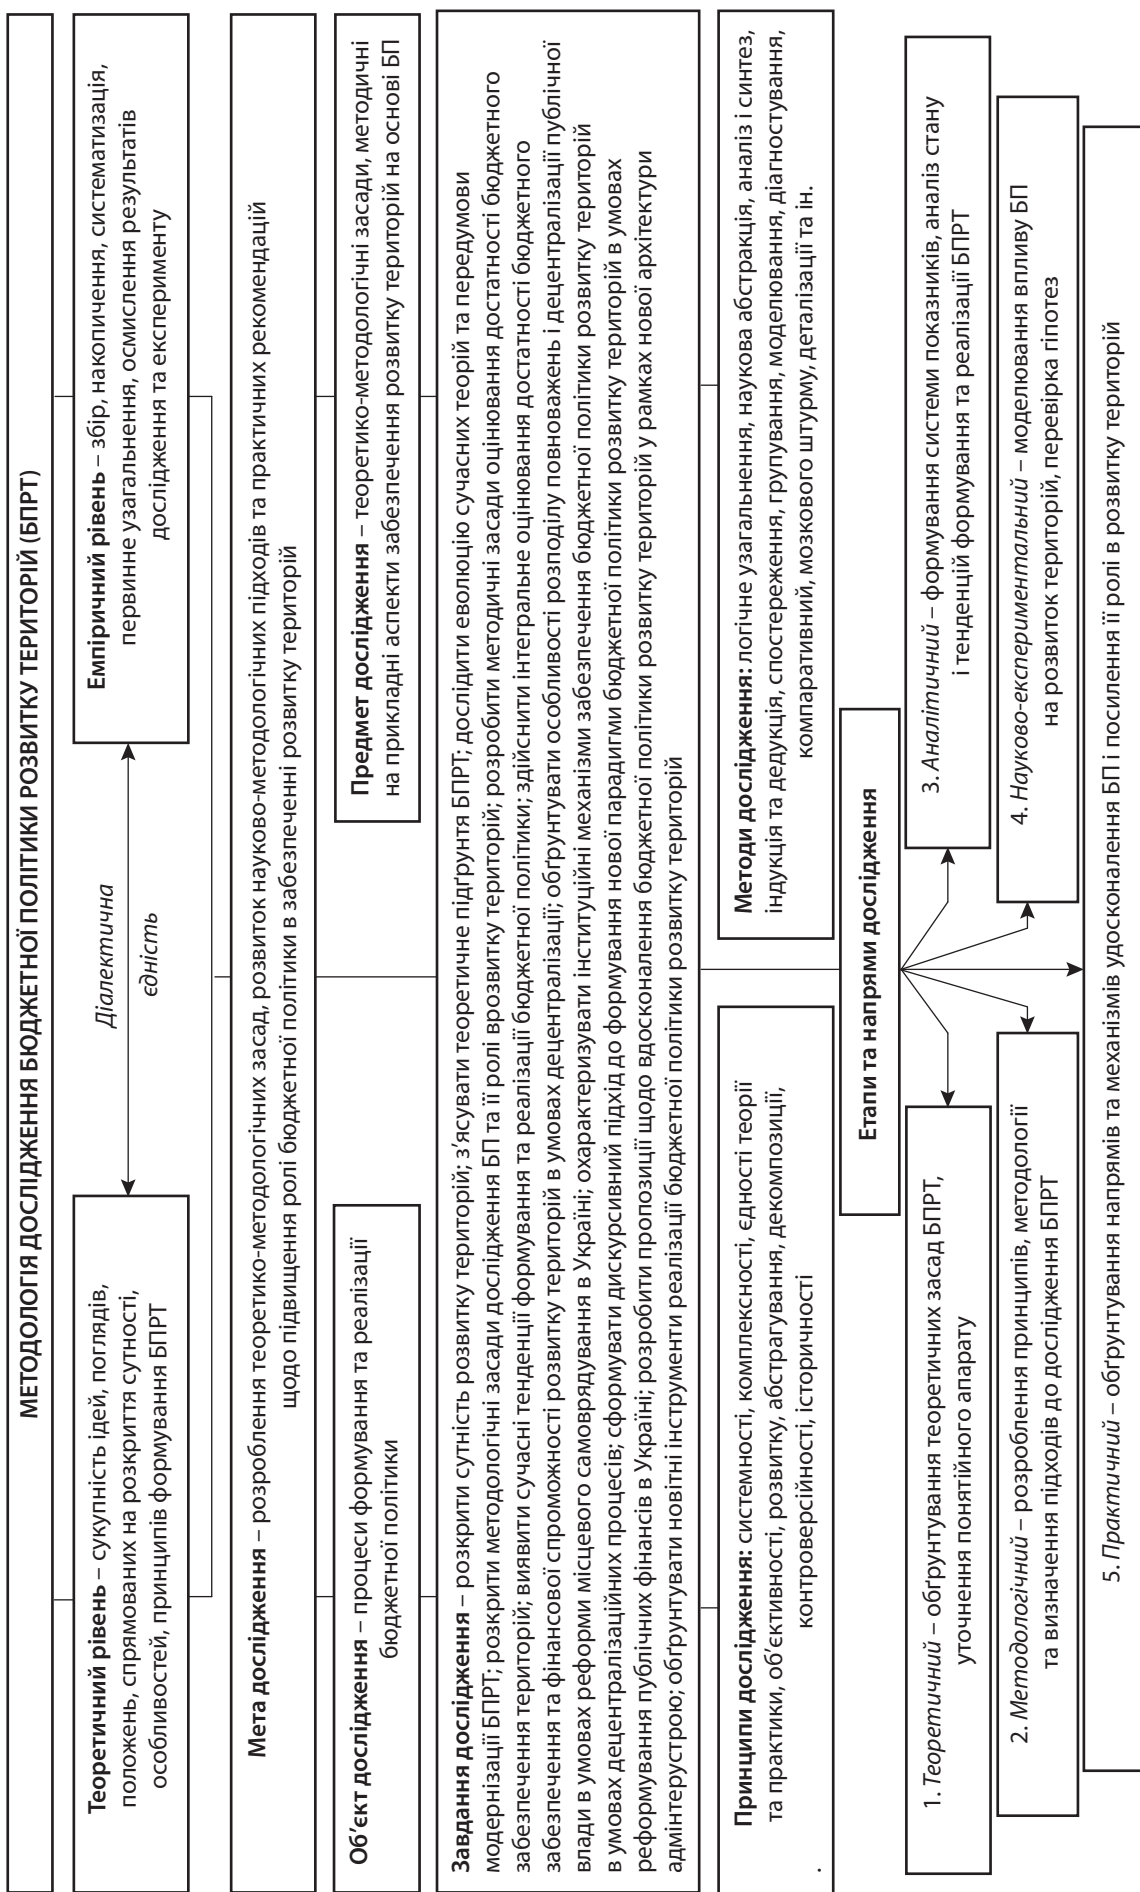 МЕТОДОЛОГІЯ ДОСЛІДЖЕННЯ БЮДЖЕТНОЇ ПОЛІТИКИ РОЗВИТКУ ТЕРИТОРІЙ (БПРТ)
Теоретичний рівень – сукупність ідей, поглядів,
положень, спрямованих на розкриття сутності,
особливостей, принципів формування БПРТ
Діалектична
єдність
Емпіричний рівень – збір, накопичення, систематизація,
первинне узагальнення, осмислення результатів
дослідження та експерименту
Мета дослідження – розроблення теоретико-методологічних засад, розвиток науково-методологічних підходів та практичних рекомендацій
щодо підвищення ролі бюджетної політики в забезпеченні розвитку територій
Об’єкт дослідження – процеси формування та реалізації
бюджетної політики
Предмет дослідження – теоретико-методологічні засади, методичні
на прикладні аспекти забезпечення розвитку територій на основі БП
Завдання дослідження – розкрити сутність розвитку територій; з’ясувати теоретичне підґрунтя БПРТ; дослідити еволюцію сучасних теорій та передумови
модернізації БПРТ; розкрити методологічні засади дослідження БП та її ролі врозвитку територій; розробити методичні засади оцінювання достатності бюджетного
забезпечення територій; виявити сучасні тенденції формування та реалізації бюджетної політики; здійснити інтегральне оцінювання достатності бюджетного
забезпечення та фінансової спроможності розвитку територій в умовах децентралізації; обґрунтувати особливості розподілу повноважень і децентралізації публічної
влади в умовах реформи місцевого самоврядування в Україні; охарактеризувати інституційні механізми забезпечення бюджетної політики розвитку територій
в умовах децентралізаційних процесів; сформувати дискурсивний підхід до формування нової парадигми бюджетної політики розвитку територій в умовах
реформування публічних фінансів в Україні; розробити пропозиції щодо вдосконалення бюджетної політики розвитку територій у рамках нової архітектури
адмінтерустрою; обґрунтувати новітні інструменти реалізації бюджетної політики розвитку територій
Принципи дослідження: системності, комплексності, єдності теорії
та практики, об’єктивності, розвитку, абстрагування, декомпозиції,
контроверсійності, історичності
.
Методи дослідження: логічне узагальнення, наукова абстракція, аналіз і синтез,
індукція та дедукція, спостереження, групування, моделювання, діагностування,
компаративний, мозкового штурму, деталізації та ін.
Етапи та напрями дослідження
1. Теоретичний – обґрунтування теоретичних засад БПРТ,
уточнення понятійного апарату
3. Аналітичний – формування системи показників, аналіз стану
і тенденцій формування та реалізації БПРТ
2. Методологічний – розроблення принципів, методології
та визначення підходів до дослідження БПРТ
4. Науково-експериментальний – моделювання впливу БП
на розвиток територій, перевірка гіпотез
5. Практичний – обґрунтування напрямів та механізмів удосконалення БП і посилення її ролі в розвитку територій